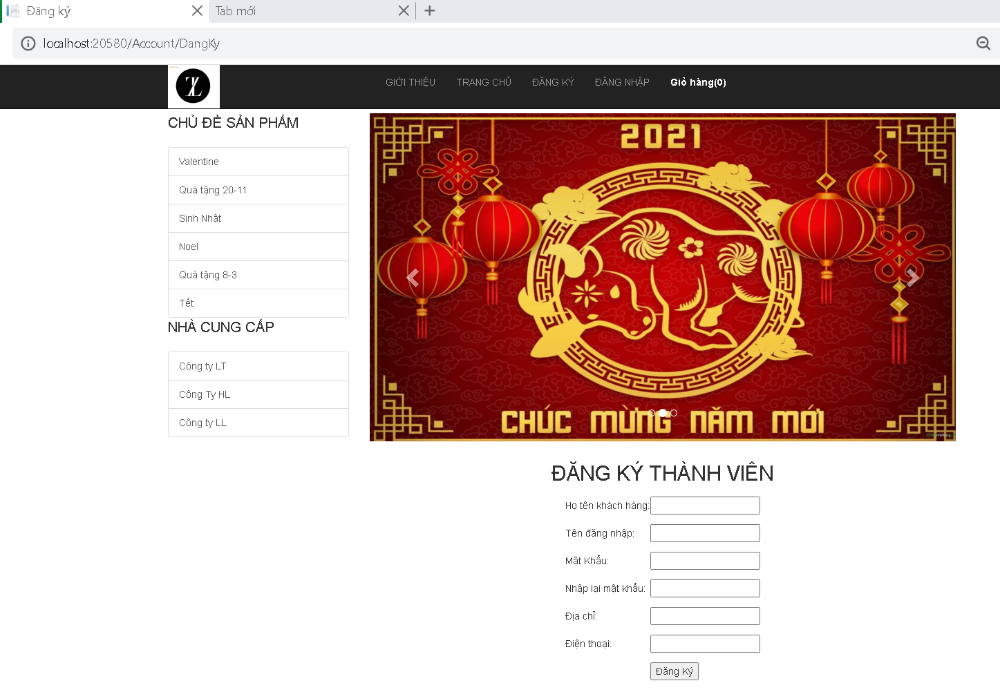 Đăng ký
Tab mới
localhost:20580/Account/DangKy
GIỚI THIỆU TRANG CHỦ ĐĂNG KÝ ĐĂNG NHẬP Giỏ hàng(0)
CHỦ ĐỀ SẢN PHẨM
Valentine
Quà tặng 20-11
Sinh Nhật
Noel
Quà tặng 8-3
Tết
NHÀ CUNG CẤP
Công ty LT
Công Ty HL
Công ty LL
2021
CHÚC MỪNG NĂM MỚI
ĐĂNG KÝ THÀNH VIÊN
Họ tên khách hàng:
Tên đăng nhập:
Mật Khẩu:
Nhập lại mật khẩu:
Địa chỉ:
Điện thoại:
Đăng Ký